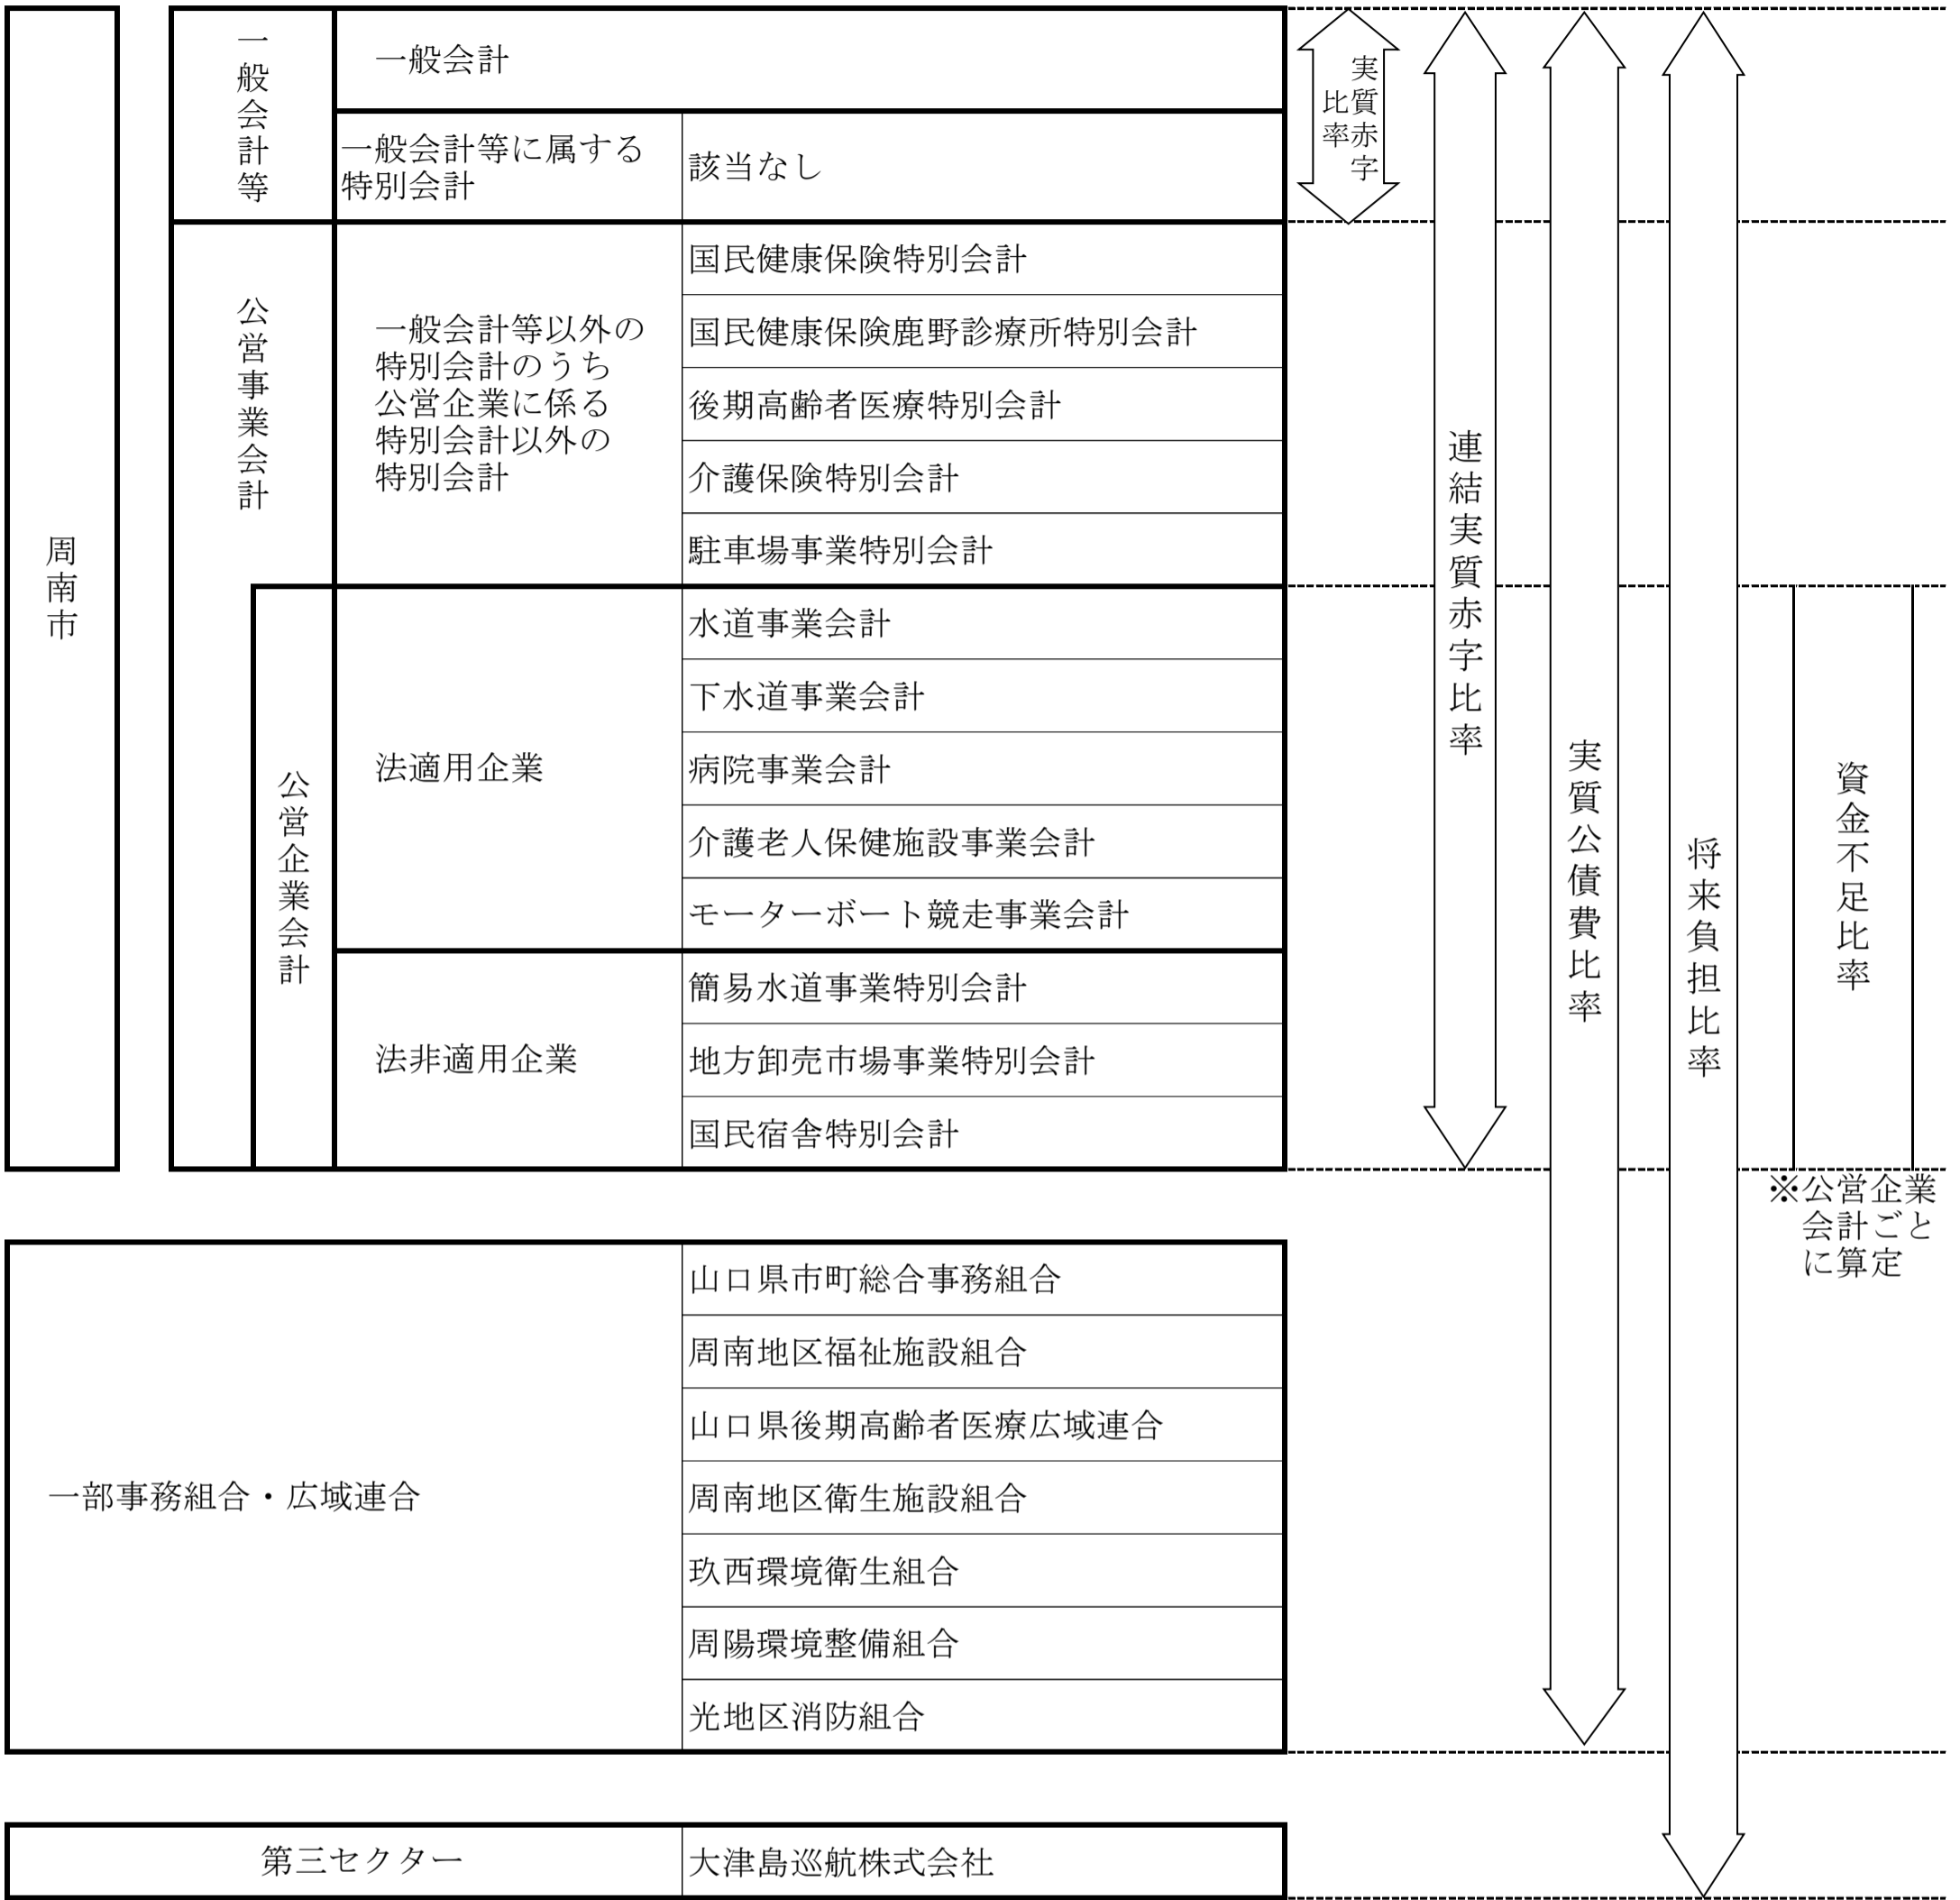 周南市
一般会計等
一般会計
一般会計等に属する
特別会計
該当なし
公営事業会計
一般会計等以外の
特別会計のうち
公営企業に係る
特別会計以外の
特別会計
国民健康保険特別会計
国民健康保険鹿野診療所特別会計
後期高齢者医療特別会計
介護保険特別会計
駐車場事業特別会計
公営企業会計
法適用企業
水道事業会計
下水道事業会計
病院事業会計
介護老人保健施設事業会計
モーターボート競走事業会計
法非適用企業
簡易水道事業特別会計
地方卸売市場事業特別会計
国民宿舎特別会計
一部事務組合・広域連合
山口県市町総合事務組合
周南地区福祉施設組合
山口県後期高齢者医療広域連合
周南地区衛生施設組合
玖西環境衛生組合
周陽環境整備組合
光地区消防組合
第三セクター
大津島巡航株式会社
実質赤字
比率
連結実質赤字比率
実質公債費比率
将来負担比率
資金不足比率
※公営企業
会計ごと
に算定